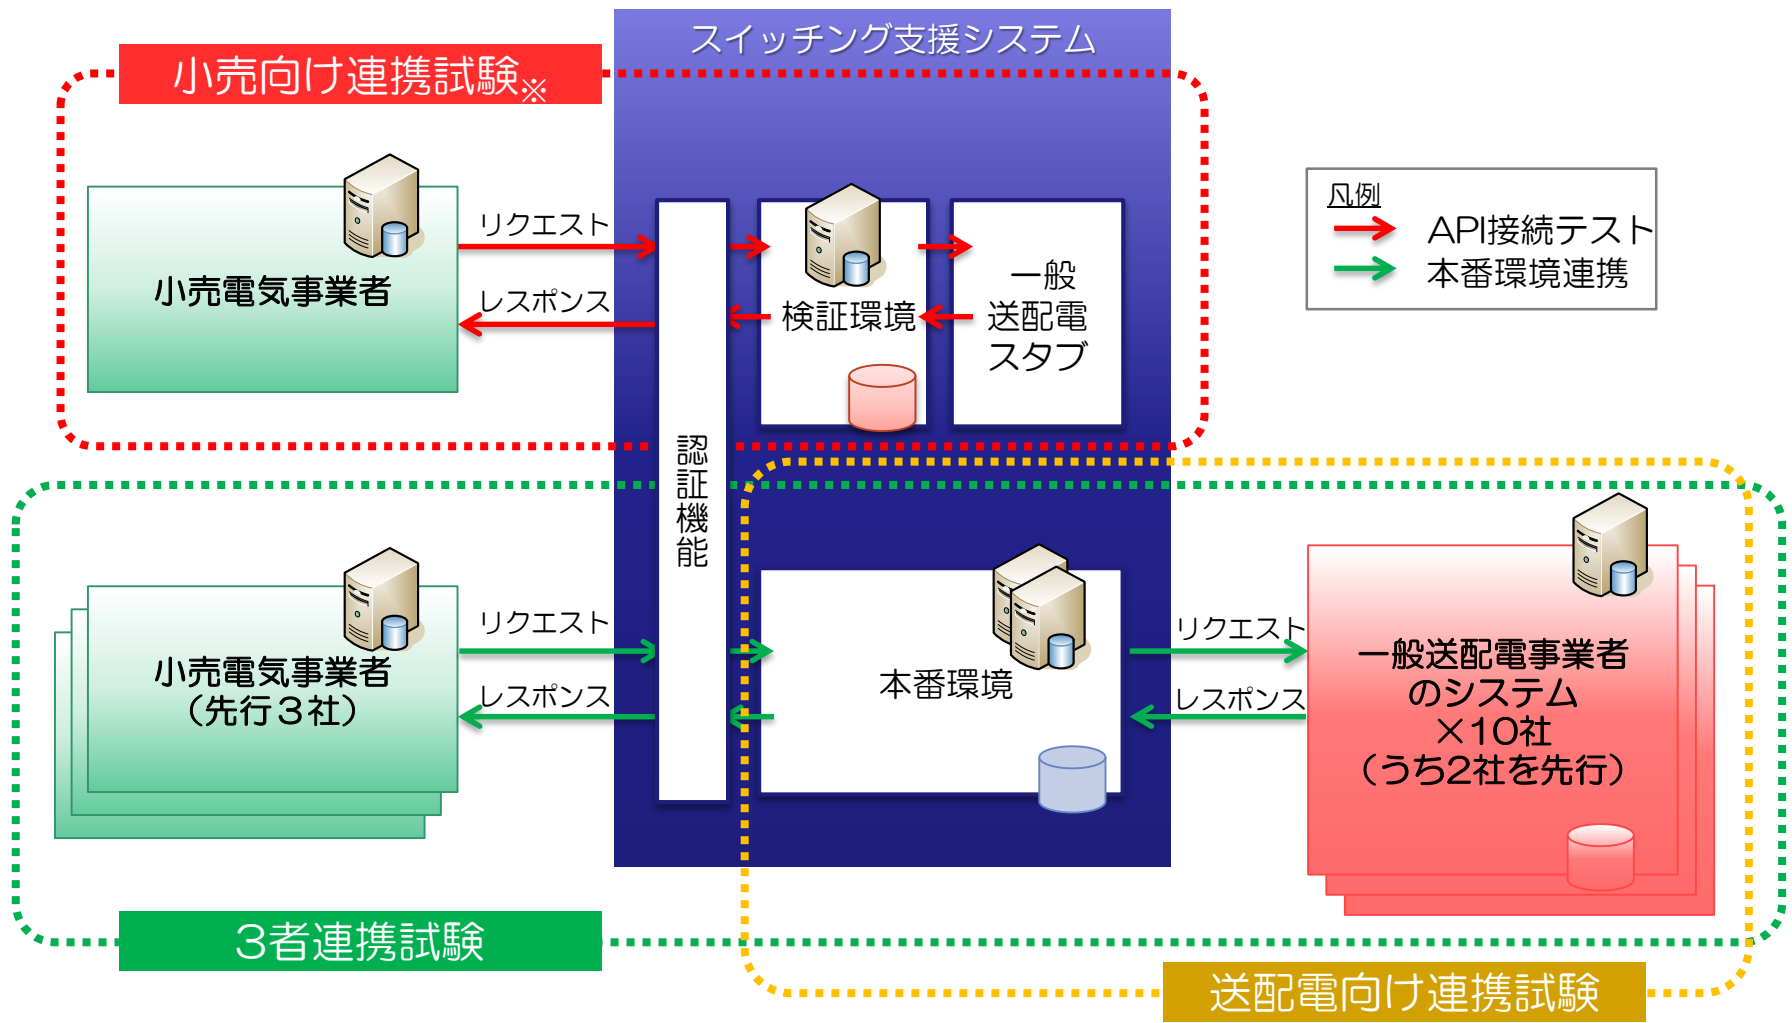 スイッチング支援システム
小売向け連携試験※
凡例
API接続テスト
本番環境連携
小売電気事業者
リクエスト
レスポンス
検証環境
一般
送配電
スタブ
認証機能
小売電気事業者
（先行３社）
リクエスト
レスポンス
本番環境
リクエスト
レスポンス
一般送配電事業者
のシステム
×10社
（うち2社を先行）
3者連携試験
送配電向け連携試験